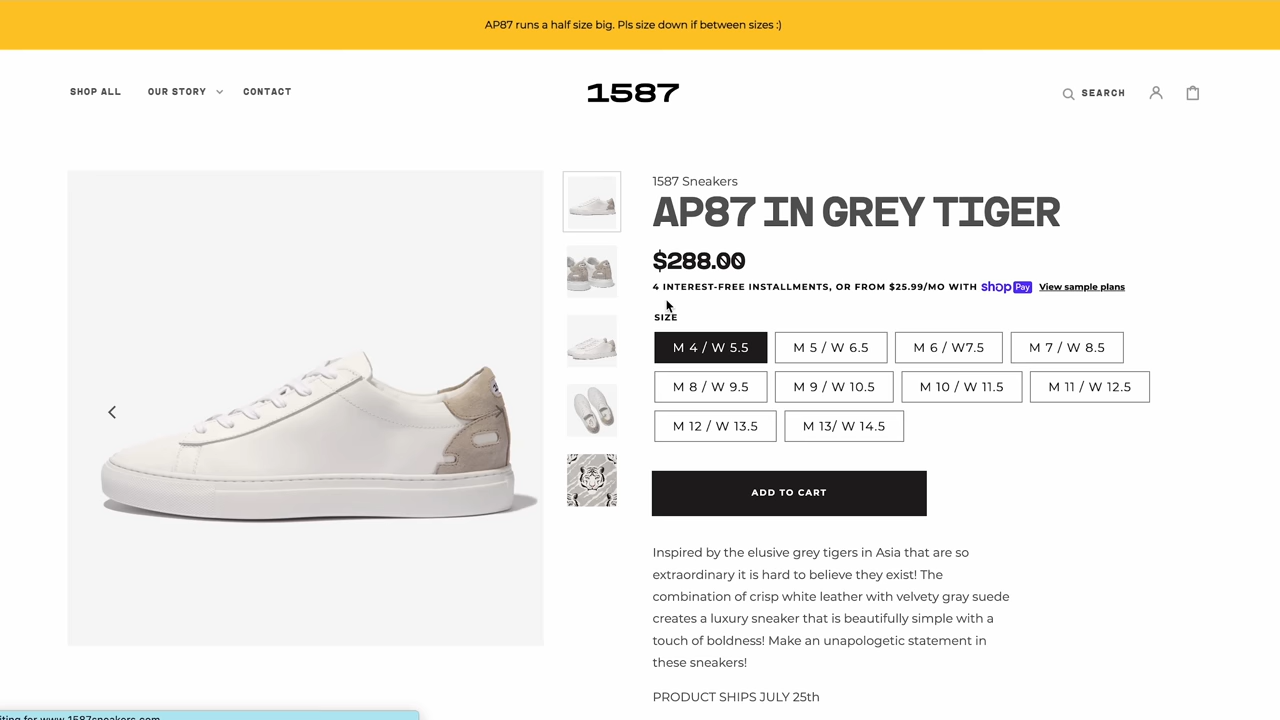 AP87 runs a half size big. Pls size down if between sizes :)
SHOP ALL OUR STORY CONTACT
1587
SEARCH
1587 Sneakers
AP87 IN GREY TIGER
$288.00
4 INTEREST-FREE INSTALLMENTS, OR FROM $25.99/MO WITH shop Pay View sample plans
SIZE
M 4 / W 5.5 M 5 / W 6.5 M 6 / W7.5 M 7 / W 8.5
M 8 / W 9.5 M 9 / W 10.5 M 10 / W 11.5 M 11 / W 12.5
M 12 / W 13.5 M 13/ W 14.5
ADD TO CART
Inspired by the elusive grey tigers in Asia that are so
extraordinary it is hard to believe they exist! The
combination of crisp white leather with velvety gray suede
creates a luxury sneaker that is beautifully simple with a
touch of boldness! Make an unapologetic statement in
these sneakers!
PRODUCT SHIPS JULY 25th
for www.1587sneakers.com